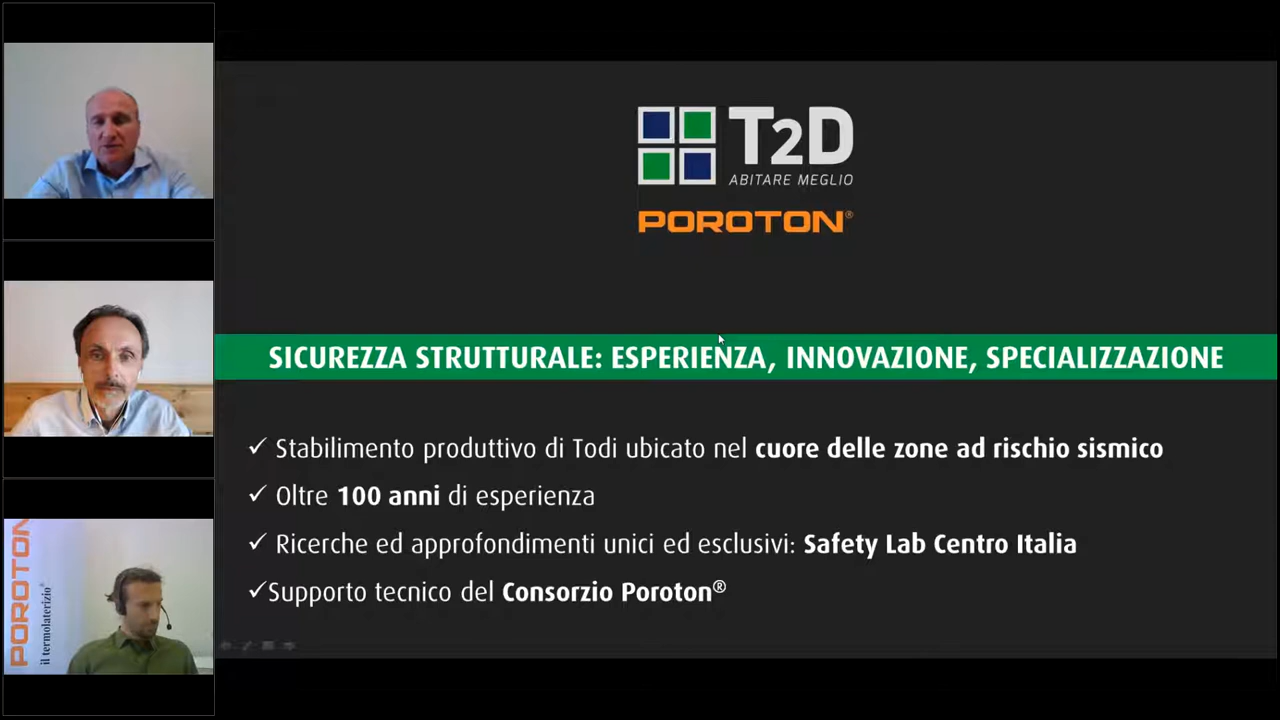 T2D
ABITARE MEGLIO
POROTON®
SICUREZZA STRUTTURALE: ESPERIENZA, INNOVAZIONE, SPECIALIZZAZIONE
✓ Stabilimento produttivo di Todi ubicato nel cuore delle zone ad rischio sismico
✓ Oltre 100 anni di esperienza
✓ Ricerche ed approfondimenti unici ed esclusivi: Safety Lab Centro Italia
✓Supporto tecnico del Consorzio Poroton®
POROTON
il termolaterizio®